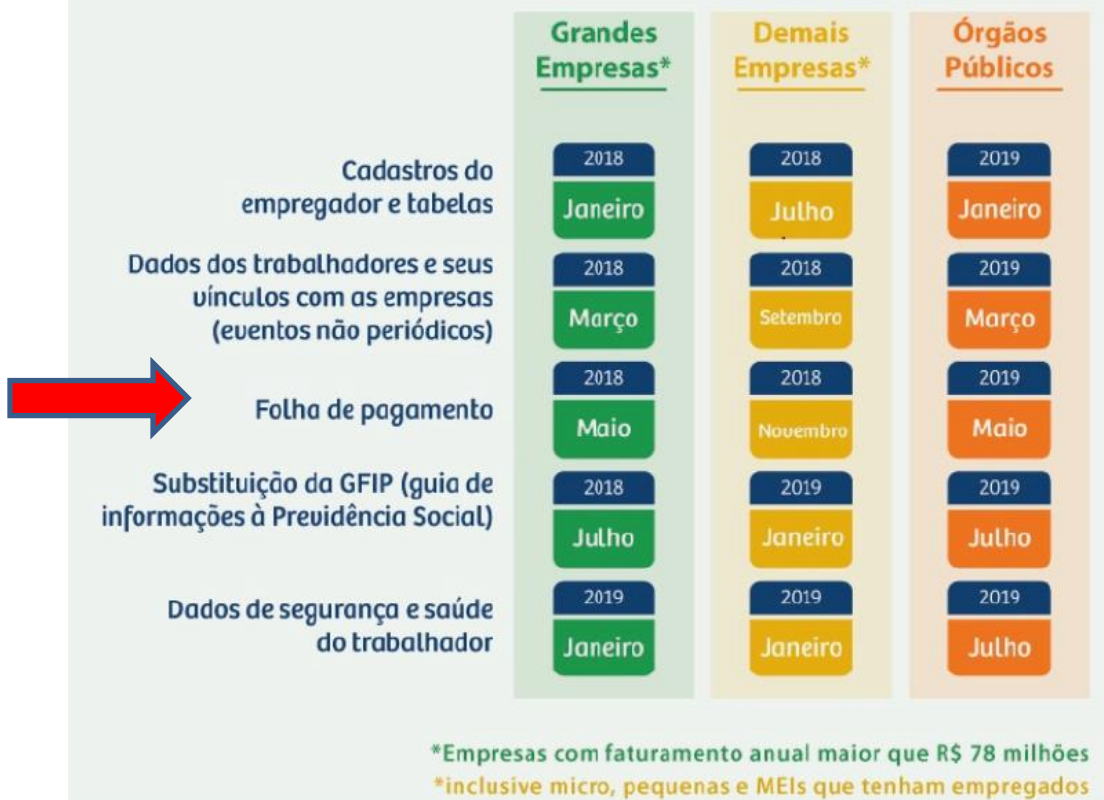 Grandes
Empresas*
Demais
Empresas*
Órgãos
Públicos
Cadastros do
empregador e tabelas
2018
Janeiro
2018
Julho
2019
Janeiro
Dados dos trabalhadores e seus
vínculos com as empresas
(eventos não periódicos)
2018
Março
2018
Setembro
2019
Março
Folha de pagamento
2018
Maio
2018
Novembro
2019
Maio
Substituição da GFIP (guia de
informações à Previdência Social)
2018
Julho
2019
Janeiro
2019
Julho
Dados de segurança e saúde
do trabalhador
2019
Janeiro
2019
Janeiro
2019
Julho
*Empresas com faturamento anual maior que R$ 78 milhões
*inclusive micro, pequenas e MEIs que tenham empregados